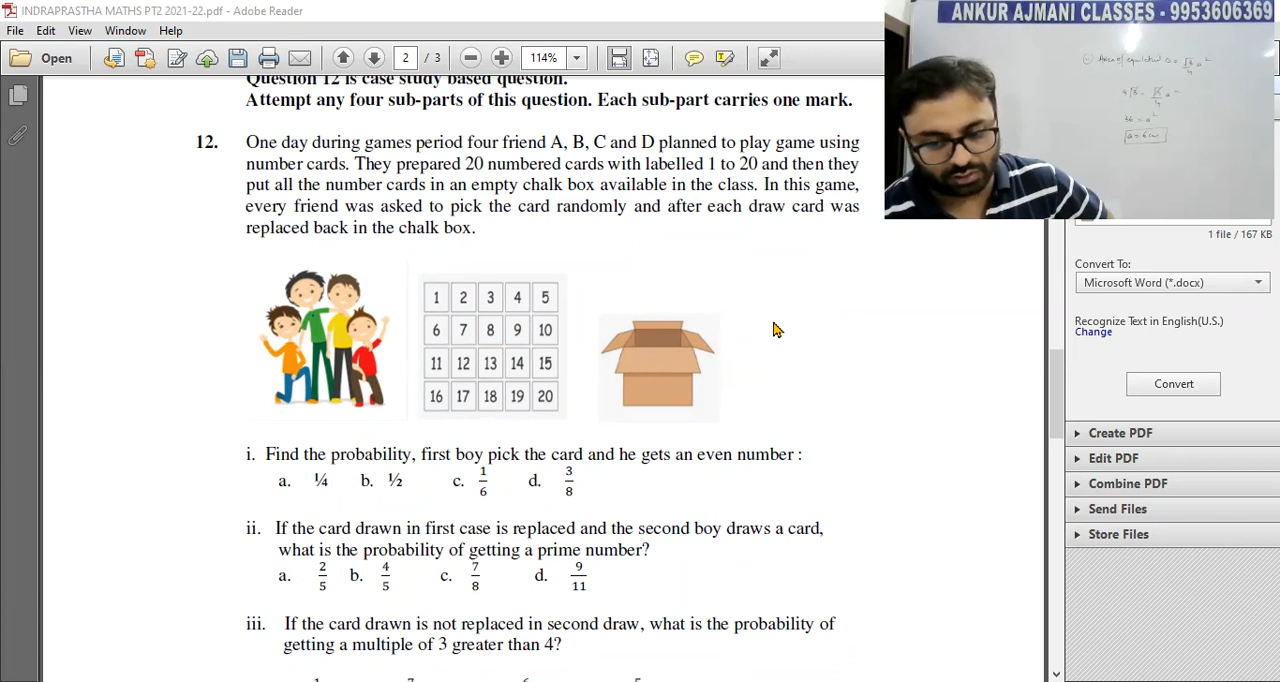 INDRAPRASTHA MATHS PT2 2021-22.pdf - Adobe Reader
File Edit View Window Help
Open 2 / 3 114%
ANKUR AJMANI CLASSES - 9953606369
Question 12 is case study based question.
Attempt any four sub-parts of this question. Each sub-part carries one mark.
12. One day during games period four friend A, B, C and D planned to play game using
number cards. They prepared 20 numbered cards with labelled 1 to 20 and then they
put all the number cards in an empty chalk box available in the class. In this game,
every friend was asked to pick the card randomly and after each draw card was
replaced back in the chalk box.
1 2 3 4 5
6 7 8 9 10
11 12 13 14 15
16 17 18 19 20
i. Find the probability, first boy pick the card and he gets an even number :
a. ¼ b. ½ c. 1/6 d. 3/8
ii. If the card drawn in first case is replaced and the second boy draws a card,
what is the probability of getting a prime number?
a. 2/5 b. 4/5 c. 7/8 d. 9/11
iii. If the card drawn is not replaced in second draw, what is the probability of
getting a multiple of 3 greater than 4?
1 file / 167 KB
Convert To:
Microsoft Word (*.docx)
Recognize Text in English(U.S.)
Change
Convert
Create PDF
Edit PDF
Combine PDF
Send Files
Store Files